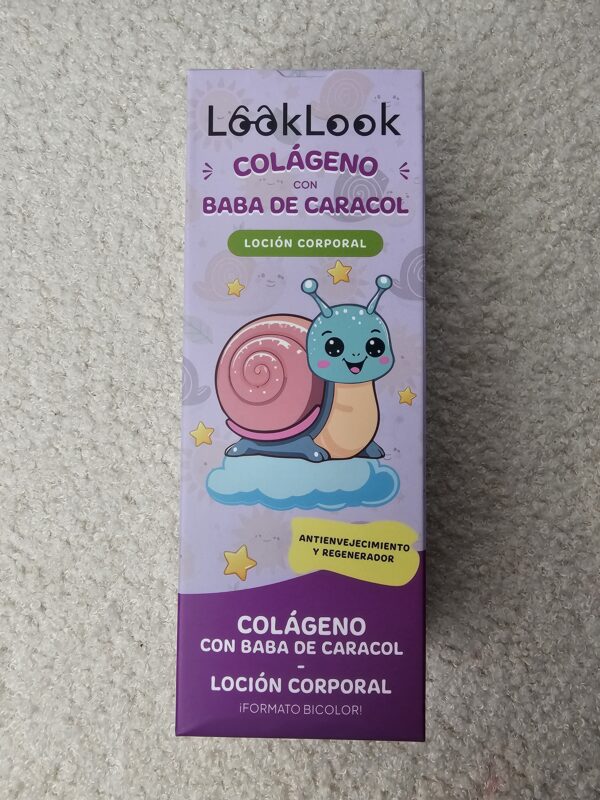 LookLook
COLÁGENO
CON
BABA DE CARACOL
LOCIÓN CORPORAL
ANTIENVEJECIMIENTO
Y REGENERADOR
COLÁGENO
CON BABA DE CARACOL
-
LOCIÓN CORPORAL
¡FORMATO BICOLOR!